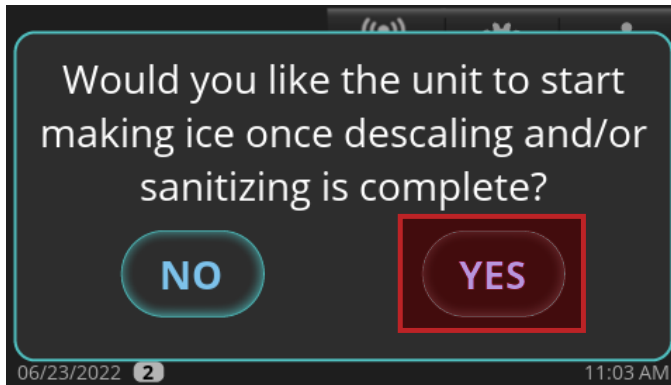 Would you like the unit to start
making ice once descaling and/or
sanitizing is complete?
NO YES
06/23/2022 2 11:03 AM